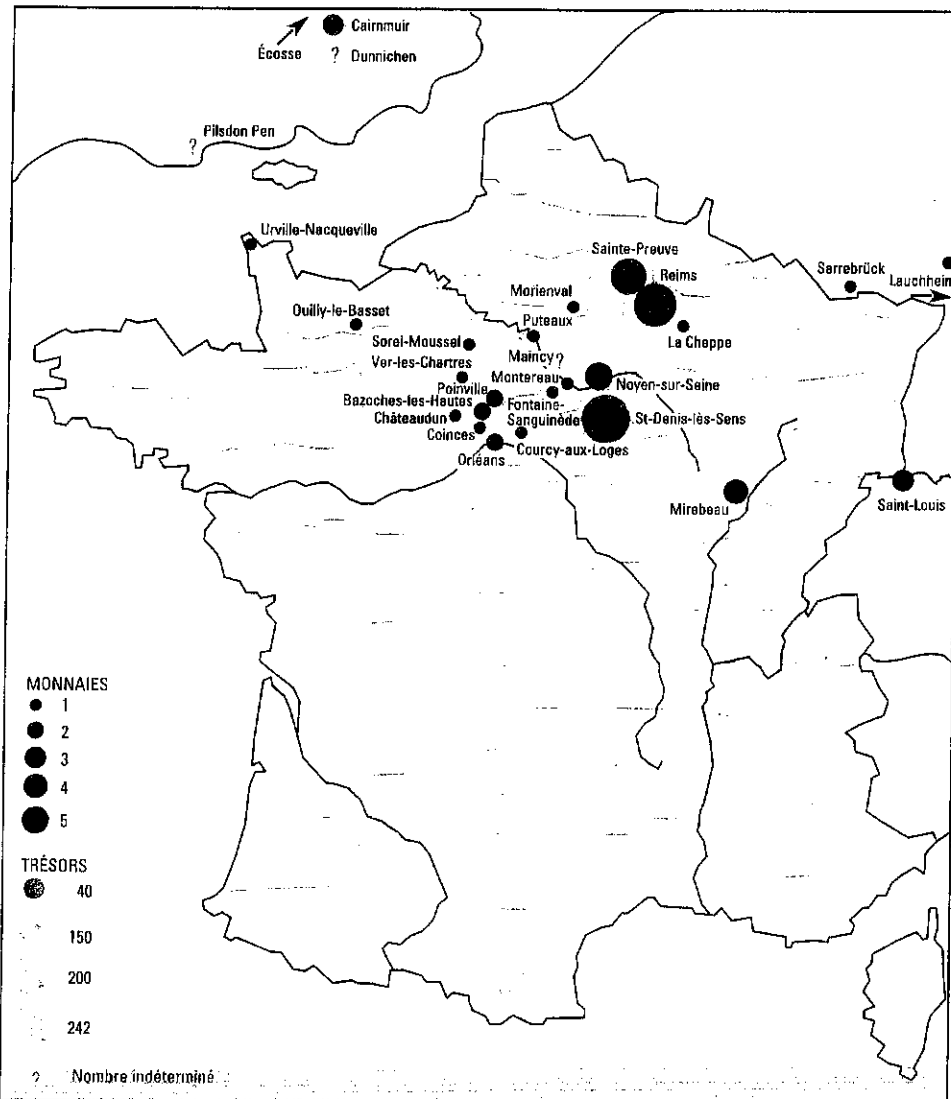 Cairnmuir
Écosse ? Dunnichen
Pilsdon Pen
?
Urville-Nacqueville
Sainte-Preuve
Reims
Sarrebrück
Lauchheim
Morienval
Ouilly-le-Basset
Puteaux
La Cheppe
Sorel-Moussel
Maincy ?
Ver-les-Chartres
Montereau
Noyen-sur-Seine
Poinville
Bazoches-les-Hautes
Fontaine-
Châteaudun
Sanguinède
St-Denis-lès-Sens
Coinces
Courcy-aux-Loges
Orléans
Mirebeau
Saint-Louis
MONNAIES
1
2
3
4
5
TRÉSORS
40
150
200
242
? Nombre indéterminé